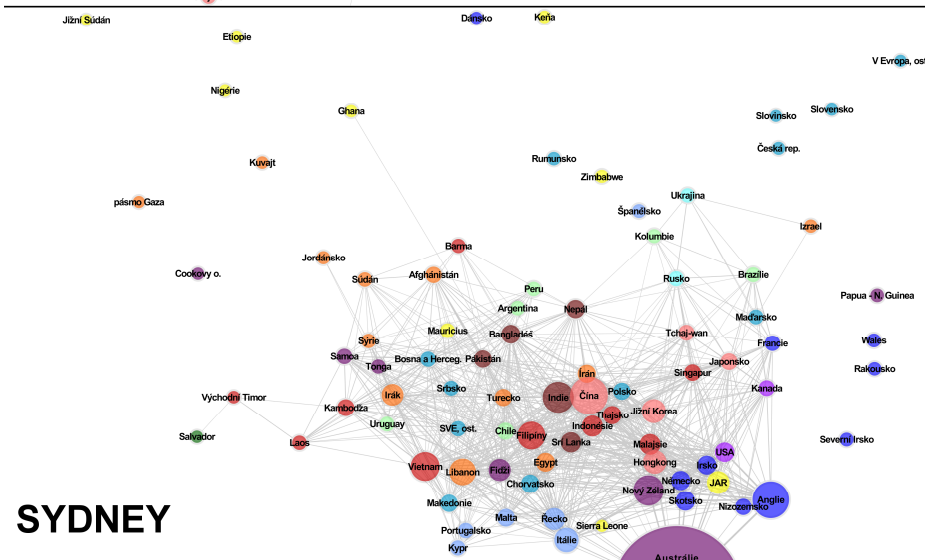 Jižní Súdán
Dánsko
Keňa
Etiopie
V Evropa, ost
Nigérie
Ghana
Slovinsko
Slovensko
Česká rep.
Kuvajt
Rumunsko
Zimbabwe
pásmo Gaza
Ukrajina
Španělsko
Izrael
Kolumbie
Barma
Jordánsko
Cookovy o.
Súdán
Afghánistán
Rusko
Brazílie
Peru
Papua - N. Guinea
Argentina
Nepál
Maďarsko
Mauricius
Bangladéš
Tchaj-wan
Sýrie
Francie
Wales
Samoa
Bosna a Herceg.
Pákistán
Tonga
Japonsko
Rakousko
Írán
Singapur
Srbsko
Polsko
Kanada
Irák
Turecko
Indie
Čína
Východní Timor
Kambodža
Thajsko
Jižní Korea
Uruguay
Indonésie
SVE, ost.
Chile
Filipíny
Salvador
Laos
Srí Lanka
Malajsie
Severní Irsko
USA
Vietnam
Libanon
Fidži
Egypt
Hongkong
Irsko
Chorvatsko
Německo
JAR
Nový Zéland
Makedonie
Skotsko
Nizozemsko
Anglie
SYDNEY
Malta
Řecko
Sierra Leone
Portugalsko
Itálie
Kypr
Austrálie